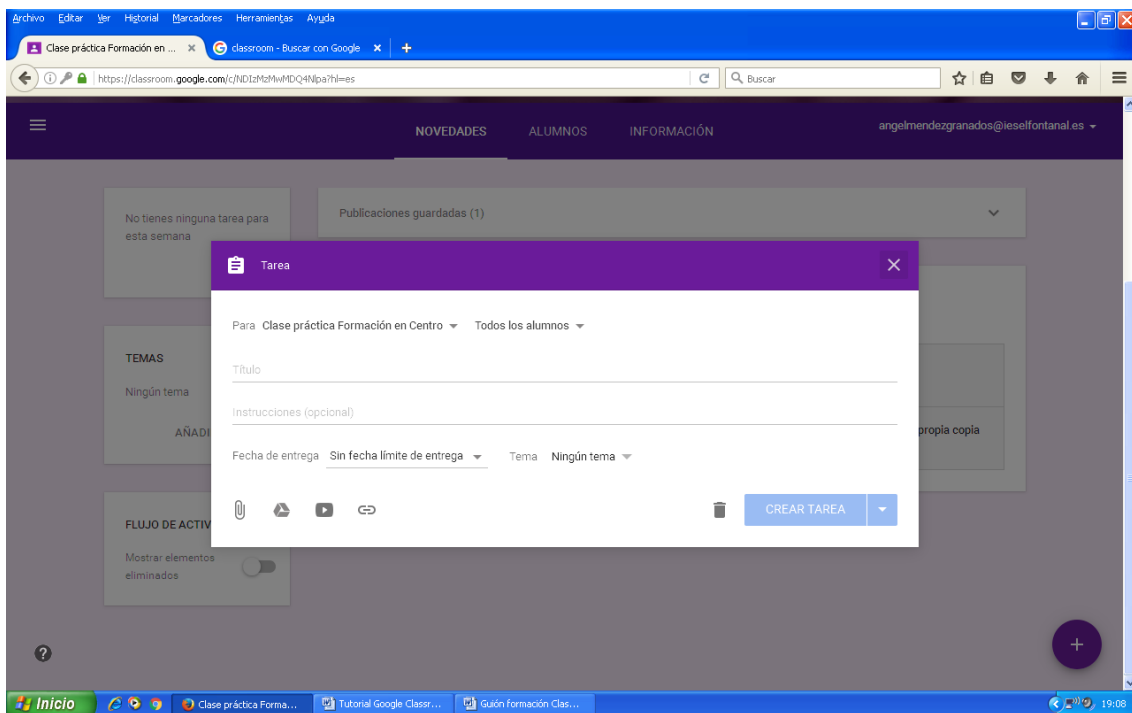 Archivo Editar Ver Historial Marcadores Herramientas Ayuda
Clase práctica Formación en ... classroom - Buscar con Google
https://classroom.google.com/c/NDIzMzMwMDQ4Nlpa?hl=es Buscar
NOVEDADES ALUMNOS INFORMACIÓN angelmendezgranados@ieselfontanal.es
No tienes ninguna tarea para
esta semana
Publicaciones guardadas (1)
Tarea
Para Clase práctica Formación en Centro Todos los alumnos
Título
Instrucciones (opcional)
Fecha de entrega Sin fecha límite de entrega Tema Ningún tema
CREAR TAREA
TEMAS
Ningún tema
AÑADI
propia copia
FLUJO DE ACTIV
Mostrar elementos
eliminados
Inicio Clase práctica Forma... Tutorial Google Classr... Guión formación Clas... 19:08